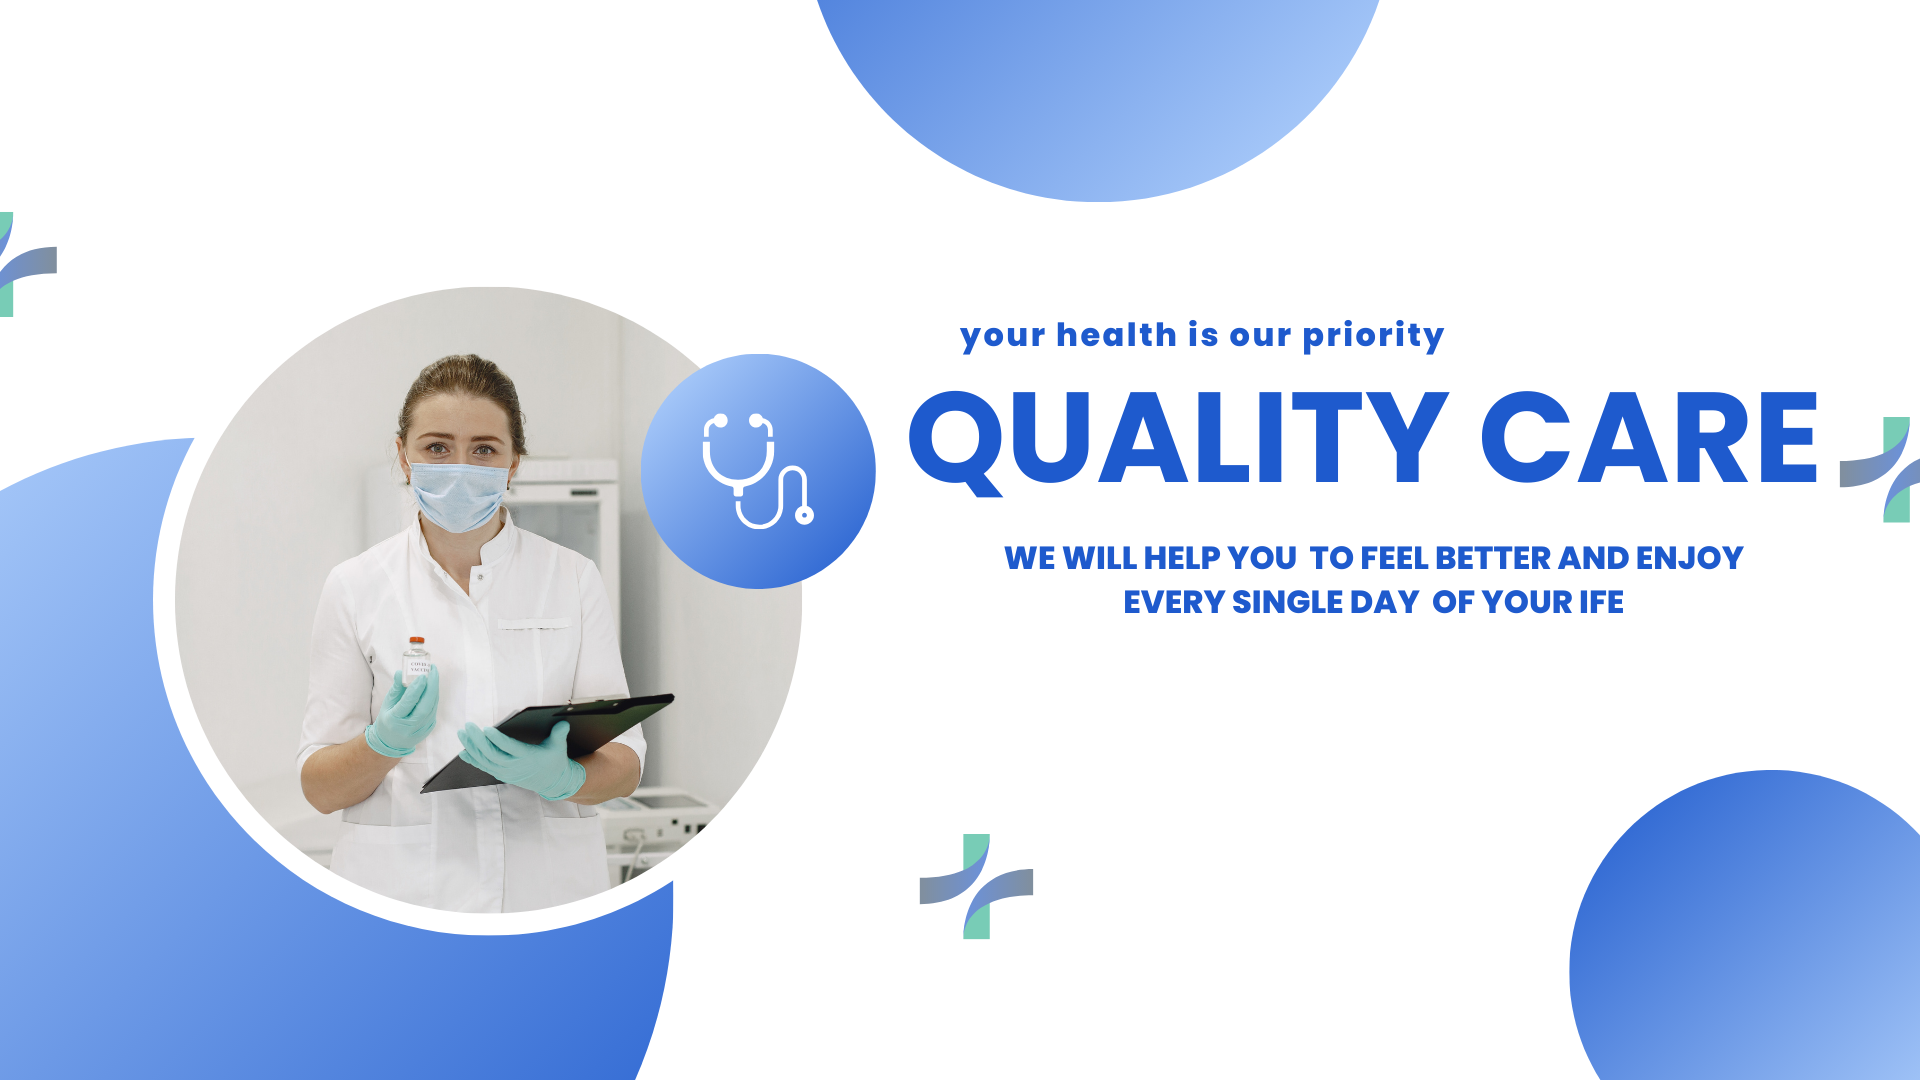 your health is our priority
QUALITY CARE
WE WILL HELP YOU TO FEEL BETTER AND ENJOY
EVERY SINGLE DAY OF YOUR IFE